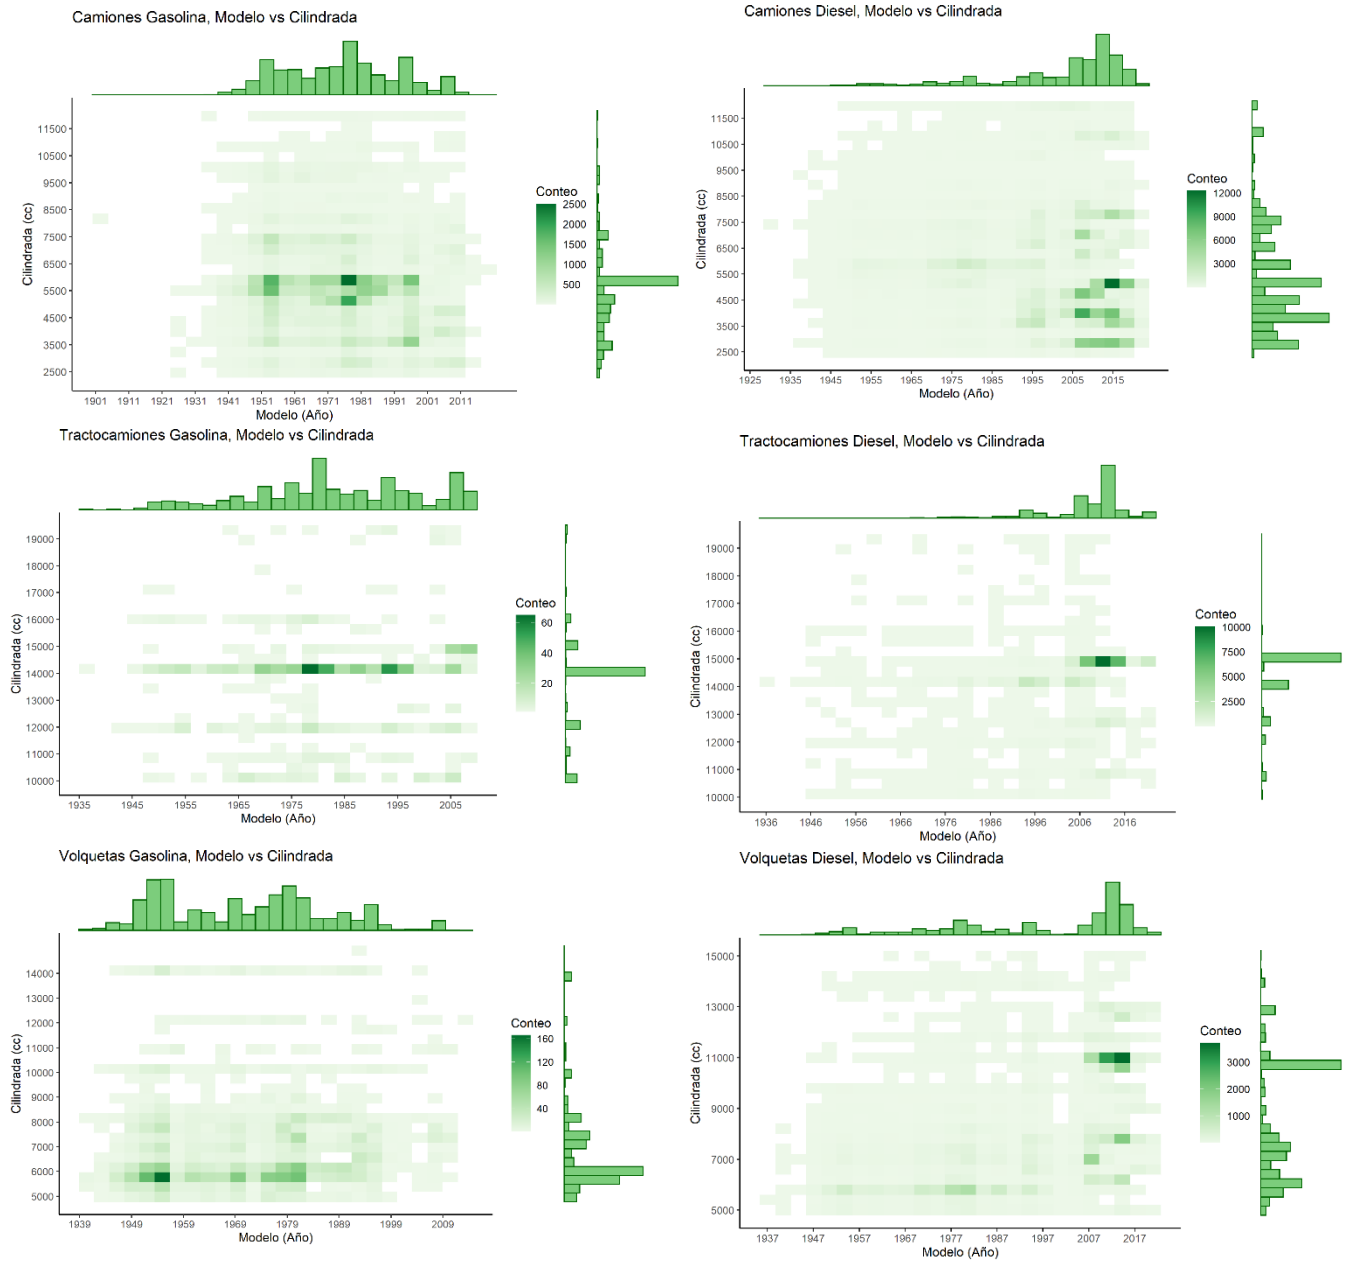 Camiones Gasolina, Modelo vs Cilindrada
Cilindrada (cc)
11500
10500
9500
8500
7500
6500
5500
4500
3500
2500
1901 1911 1921 1931 1941 1951 1961 1971 1981 1991 2001 2011
Modelo (Año)
Conteo
2500
2000
1500
1000
500
Camiones Diesel, Modelo vs Cilindrada
Cilindrada (cc)
11500
10500
9500
8500
7500
6500
5500
4500
3500
2500
1925 1935 1945 1955 1965 1975 1985 1995 2005 2015
Modelo (Año)
Conteo
12000
9000
6000
3000
Tractocamiones Gasolina, Modelo vs Cilindrada
Cilindrada (cc)
19000
18000
17000
16000
15000
14000
13000
12000
11000
10000
1935 1945 1955 1965 1975 1985 1995 2005
Modelo (Año)
Conteo
60
40
20
Tractocamiones Diesel, Modelo vs Cilindrada
Cilindrada (cc)
19000
18000
17000
16000
15000
14000
13000
12000
11000
10000
1936 1946 1956 1966 1976 1986 1996 2006 2016
Modelo (Año)
Conteo
10000
7500
5000
2500
Volquetas Gasolina, Modelo vs Cilindrada
Cilindrada (cc)
14000
13000
12000
11000
10000
9000
8000
7000
6000
5000
1939 1949 1959 1969 1979 1989 1999 2009
Modelo (Año)
Conteo
160
120
80
40
Volquetas Diesel, Modelo vs Cilindrada
Cilindrada (cc)
15000
13000
11000
9000
7000
5000
1937 1947 1957 1967 1977 1987 1997 2007 2017
Modelo (Año)
Conteo
3000
2000
1000